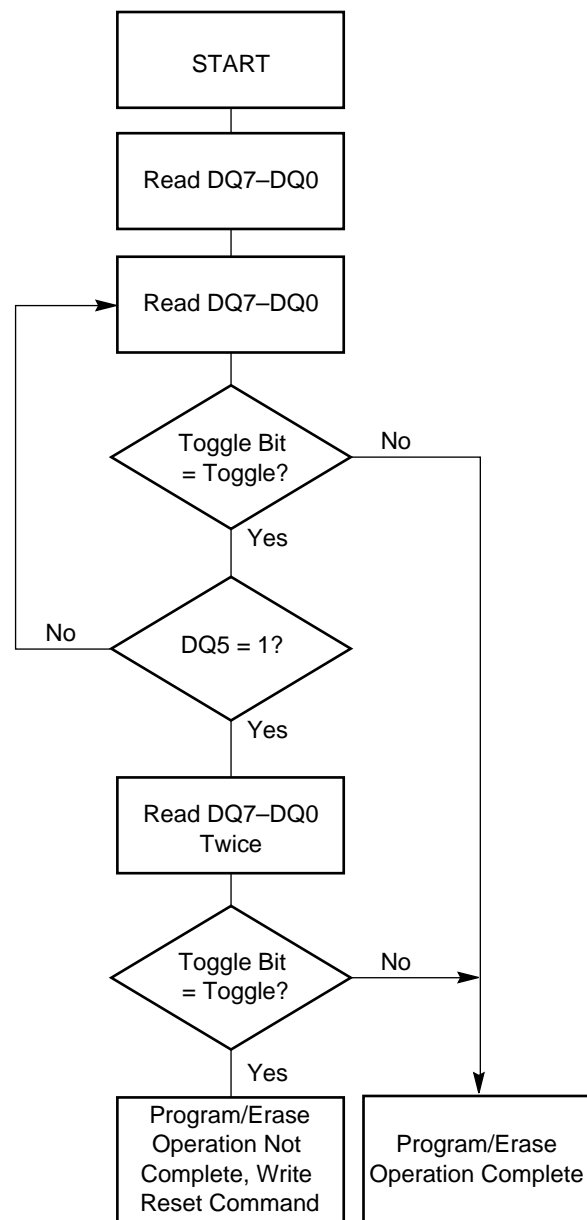 START
Read DQ7–DQ0
Read DQ7–DQ0
Toggle Bit
= Toggle?
No
Yes
No
DQ5 = 1?
Yes
Read DQ7–DQ0
Twice
Toggle Bit
= Toggle?
No
Yes
Program/Erase
Operation Not
Complete, Write
Reset Command
Program/Erase
Operation Complete